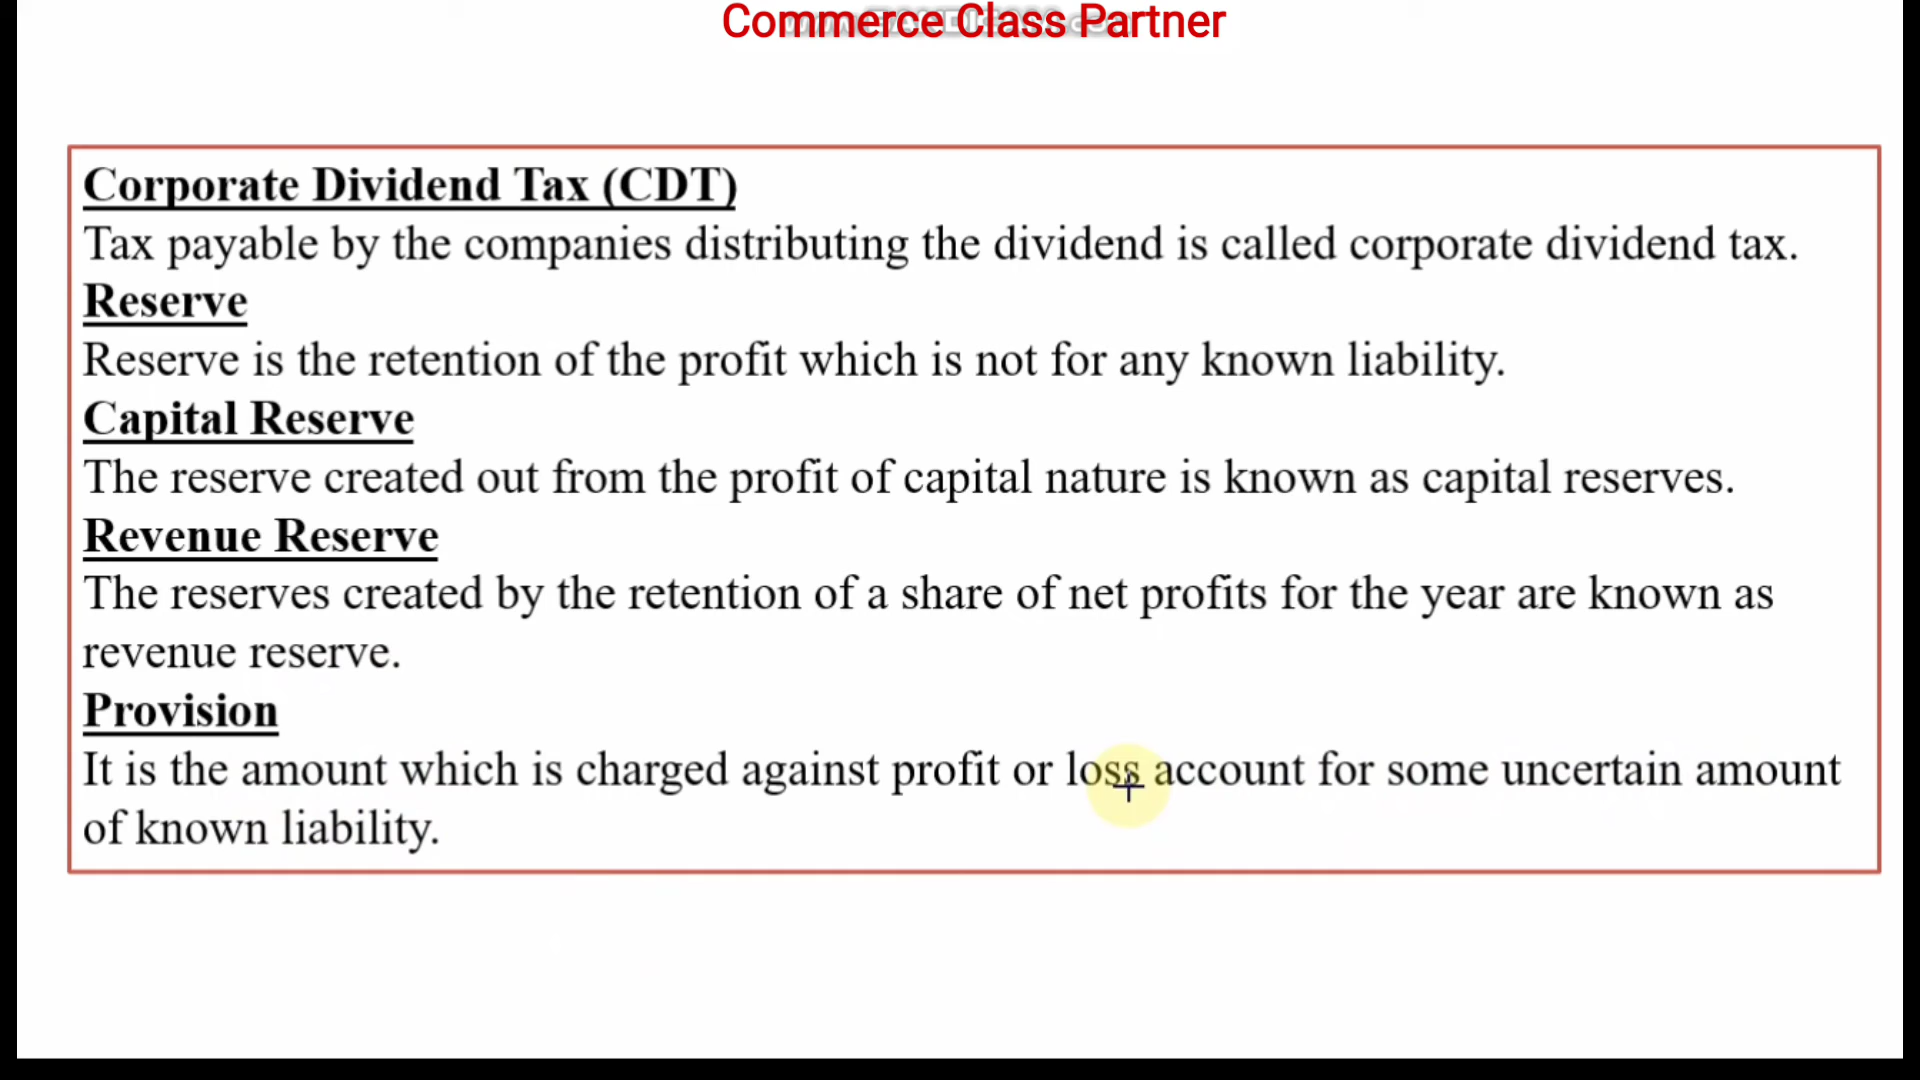 Commerce Class Partner
Corporate Dividend Tax (CDT)
Tax payable by the companies distributing the dividend is called corporate dividend tax.
Reserve
Reserve is the retention of the profit which is not for any known liability.
Capital Reserve
The reserve created out from the profit of capital nature is known as capital reserves.
Revenue Reserve
The reserves created by the retention of a share of net profits for the year are known as
revenue reserve.
Provision
It is the amount which is charged against profit or loss account for some uncertain amount
of known liability.